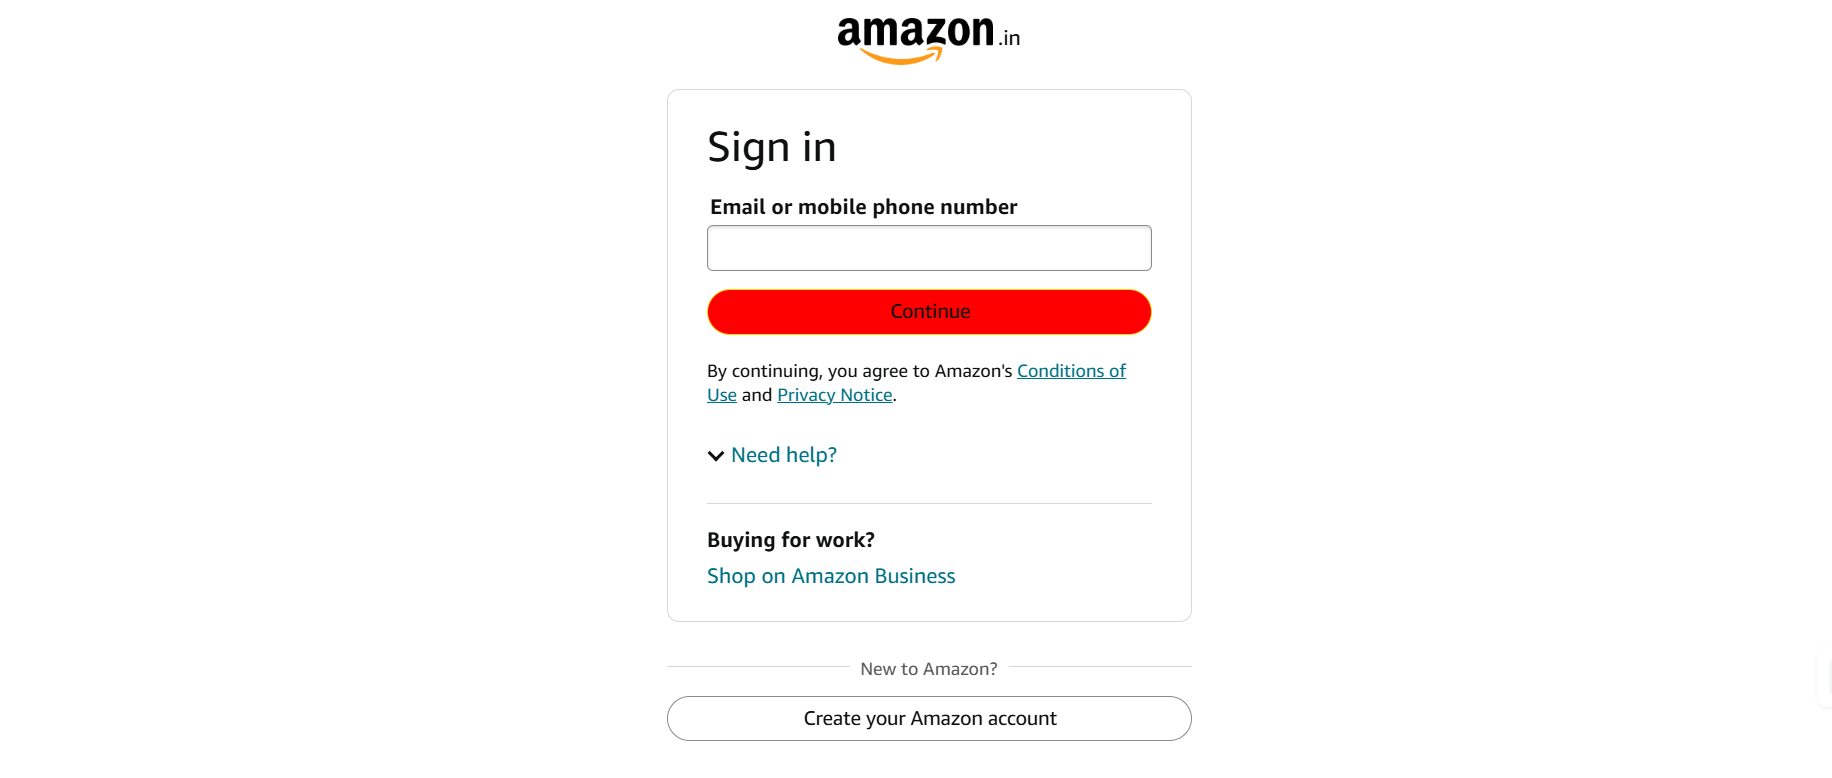 amazon.in
Sign in
Email or mobile phone number
Continue
By continuing, you agree to Amazon's Conditions of
Use and Privacy Notice.
Need help?
Buying for work?
Shop on Amazon Business
New to Amazon?
Create your Amazon account